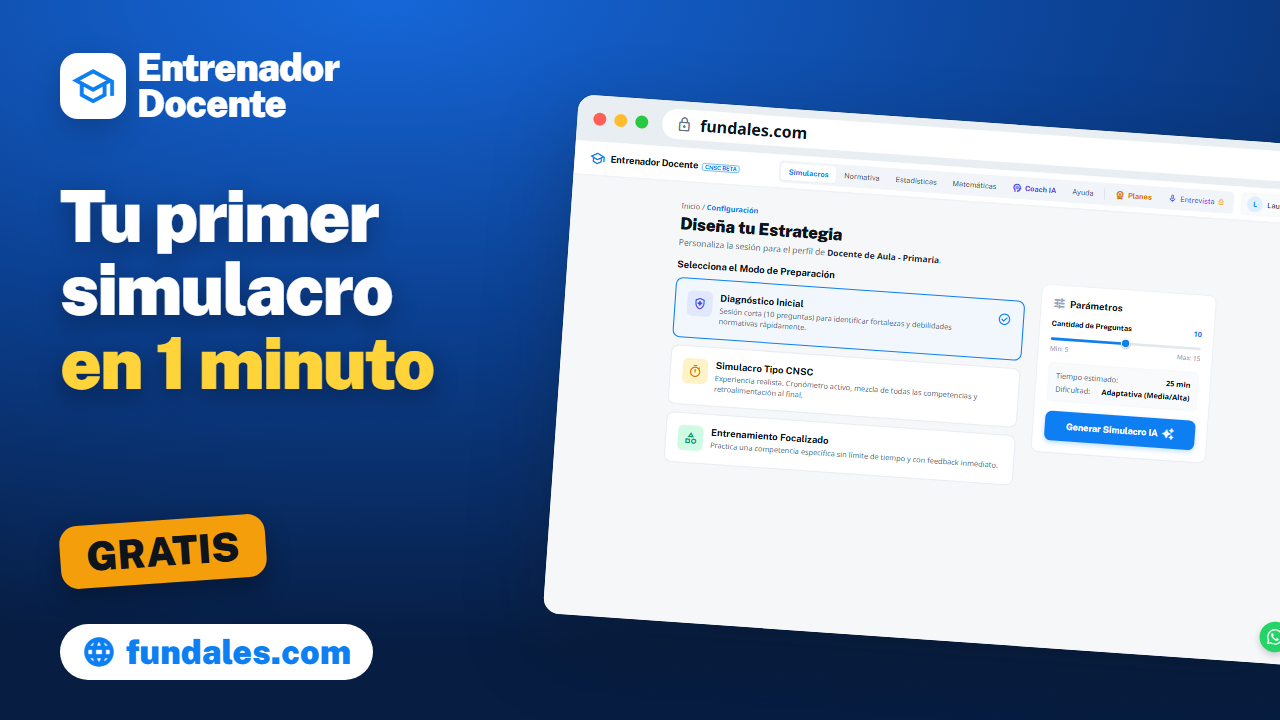 Entrenador
Docente
Tu primer
simulacro
en 1 minuto
GRATIS
fundales.com
fundales.com
Entrenador Docente CNSC BETA
Simulacros Normativa Estadísticas Matemáticas Coach IA Ayuda Planes Entrevista
L
Inicio / Configuración
Diseña tu Estrategia
Personaliza la sesión para el perfil de Docente de Aula - Primaria.
Selecciona el Modo de Preparación
Diagnóstico Inicial
Sesión corta (10 preguntas) para identificar fortalezas y debilidades
normativas rápidamente.
Simulacro Tipo CNSC
Experiencia realista. Cronómetro activo, mezcla de todas las competencias y
retroalimentación al final.
Entrenamiento Focalizado
Practica una competencia específica sin límite de tiempo y con feedback inmediato.
Parámetros
Cantidad de Preguntas 10
Min: 5 Max: 15
Tiempo estimado: 25 min
Dificultad: Adaptativa (Media/Alta)
Generar Simulacro IA